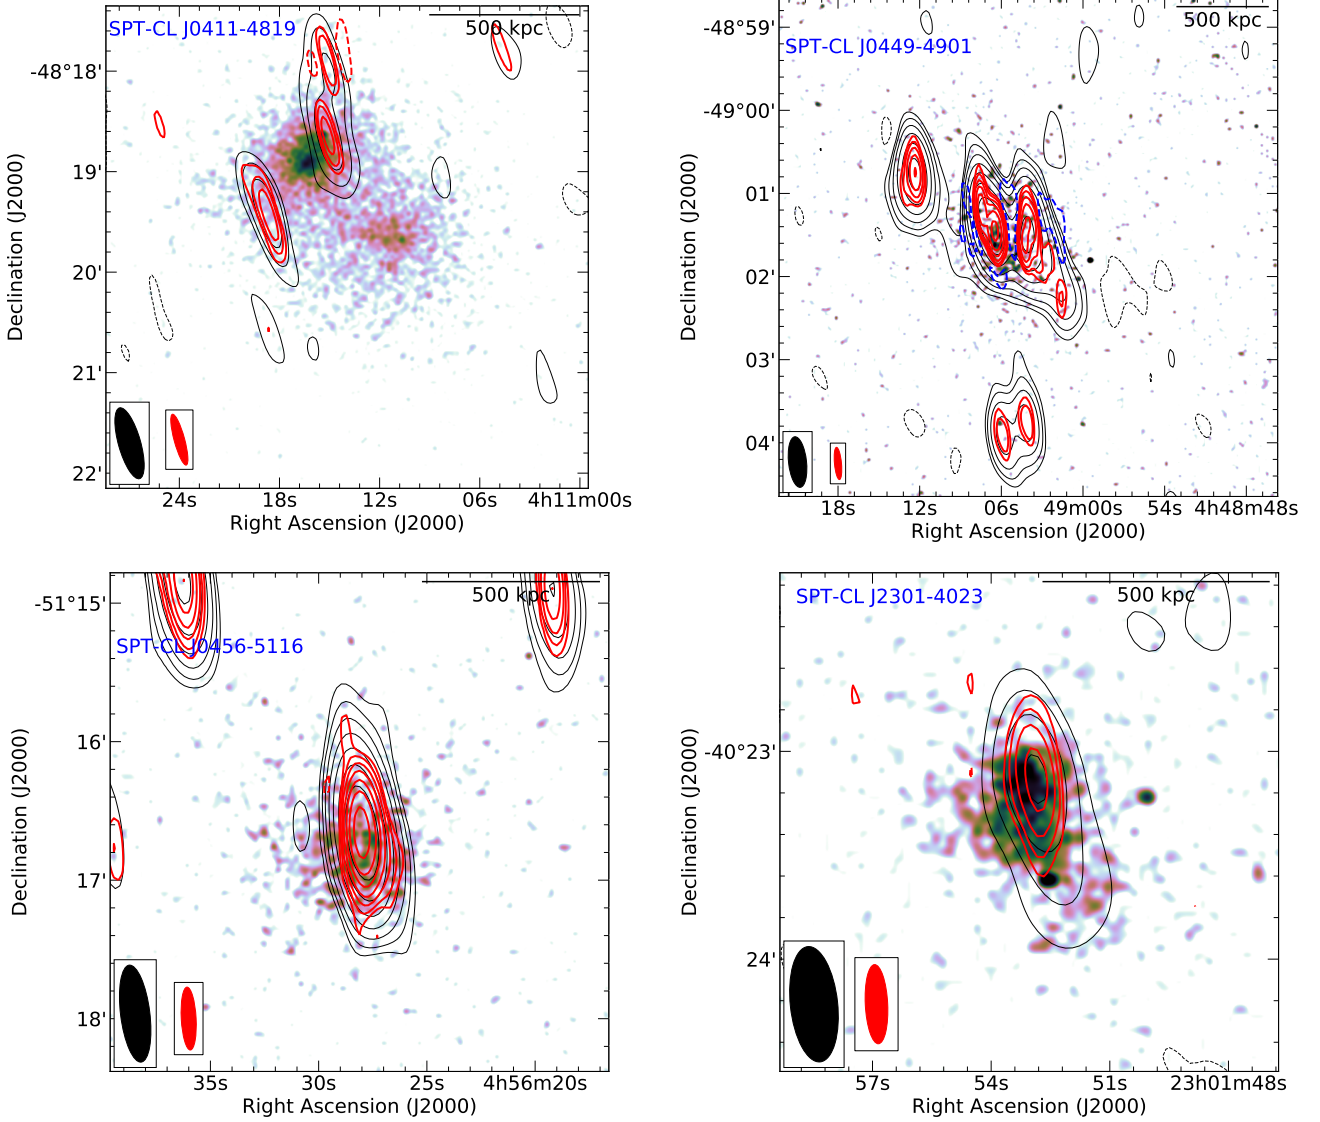 SPT-CL J0411-4819
500 kpc
-48°18'
19'
20'
21'
22'
24s 18s 12s 06s 4h11m00s
Right Ascension (J2000)
Declination (J2000)
SPT-CL J0449-4901
500 kpc
-48°59'
-49°00'
01'
02'
03'
04'
18s 12s 06s 49m00s 54s 4h48m48s
Right Ascension (J2000)
Declination (J2000)
SPT-CL J0456-5116
500 kpc
-51°15'
16'
17'
18'
35s 30s 25s 4h56m20s
Right Ascension (J2000)
Declination (J2000)
SPT-CL J2301-4023
500 kpc
-40°23'
24'
57s 54s 51s 23h01m48s
Right Ascension (J2000)
Declination (J2000)